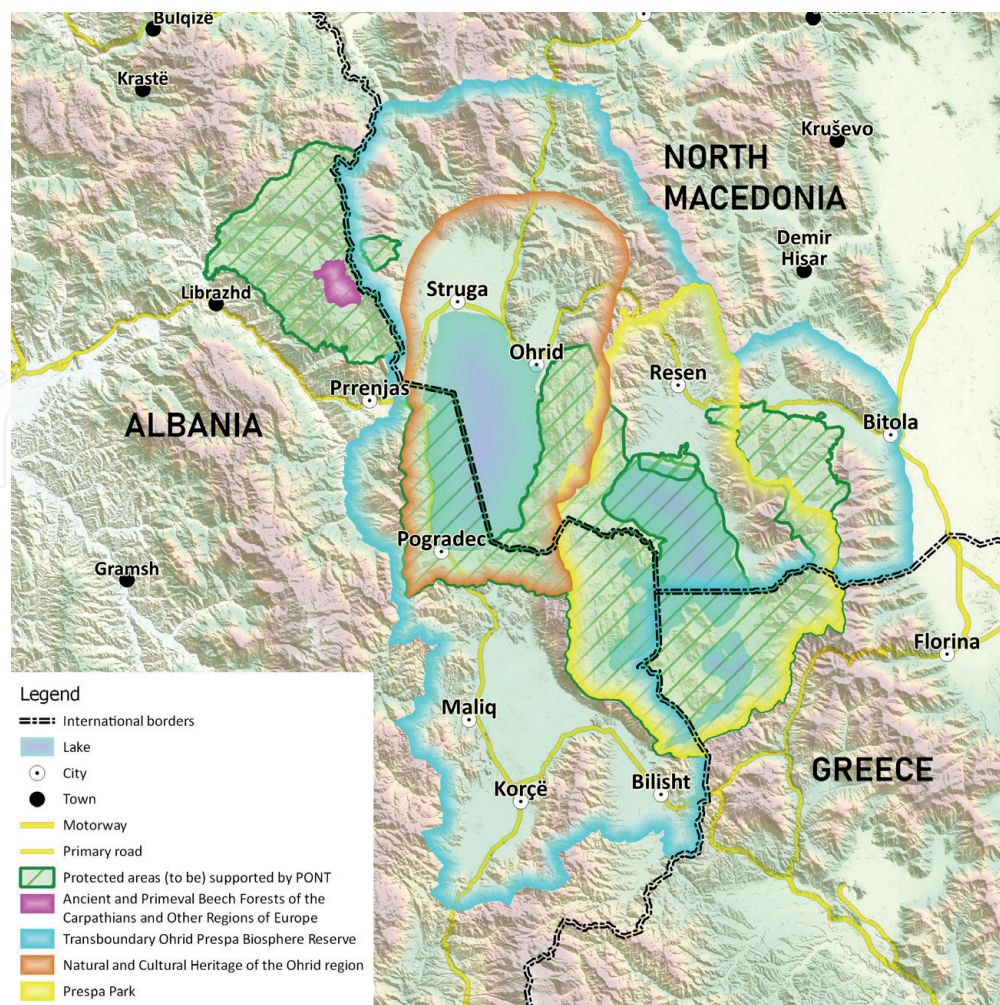 Bulqizë
Krastë
Kruševo
NORTH
MACEDONIA
Demir
Hisar
Struga
Librazhd
Ohrid
Resen
Prrenjas
ALBANIA
Bitola
Pogradec
Gramsh
Florina
Maliq
GREECE
Korçë
Bilisht
Legend
International borders
Lake
City
Town
Motorway
Primary road
Protected areas (to be) supported by PONT
Ancient and Primeval Beech Forests of the
Carpathians and Other Regions of Europe
Transboundary Ohrid Prespa Biosphere Reserve
Natural and Cultural Heritage of the Ohrid region
Prespa Park